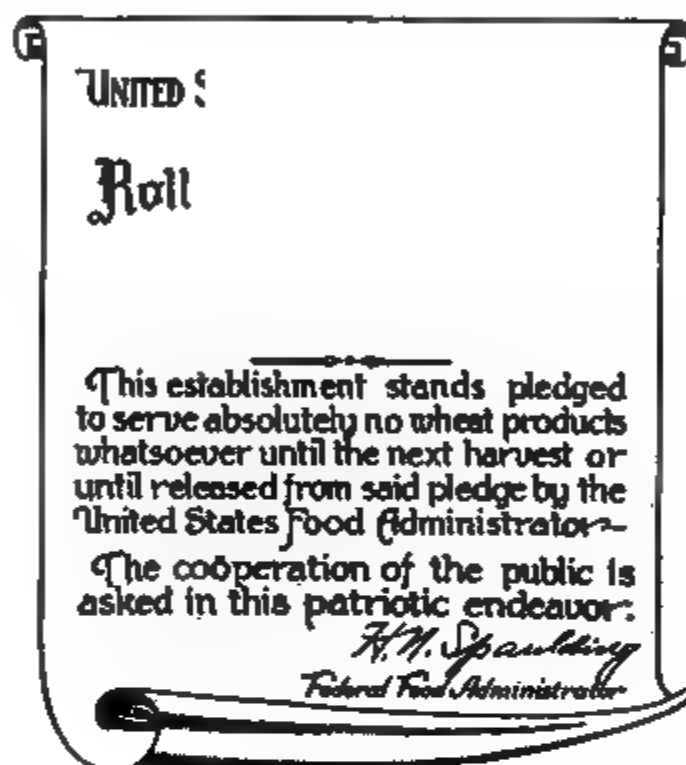 UNITED S
Roll
This establishment stands pledged
to serve absolutely no wheat products
whatsoever until the next harvest or
until released from said pledge by the
United States Food Administrator
The coöperation of the public is
asked in this patriotic endeavor.
H. N. Spaulding
Federal Food Administrator